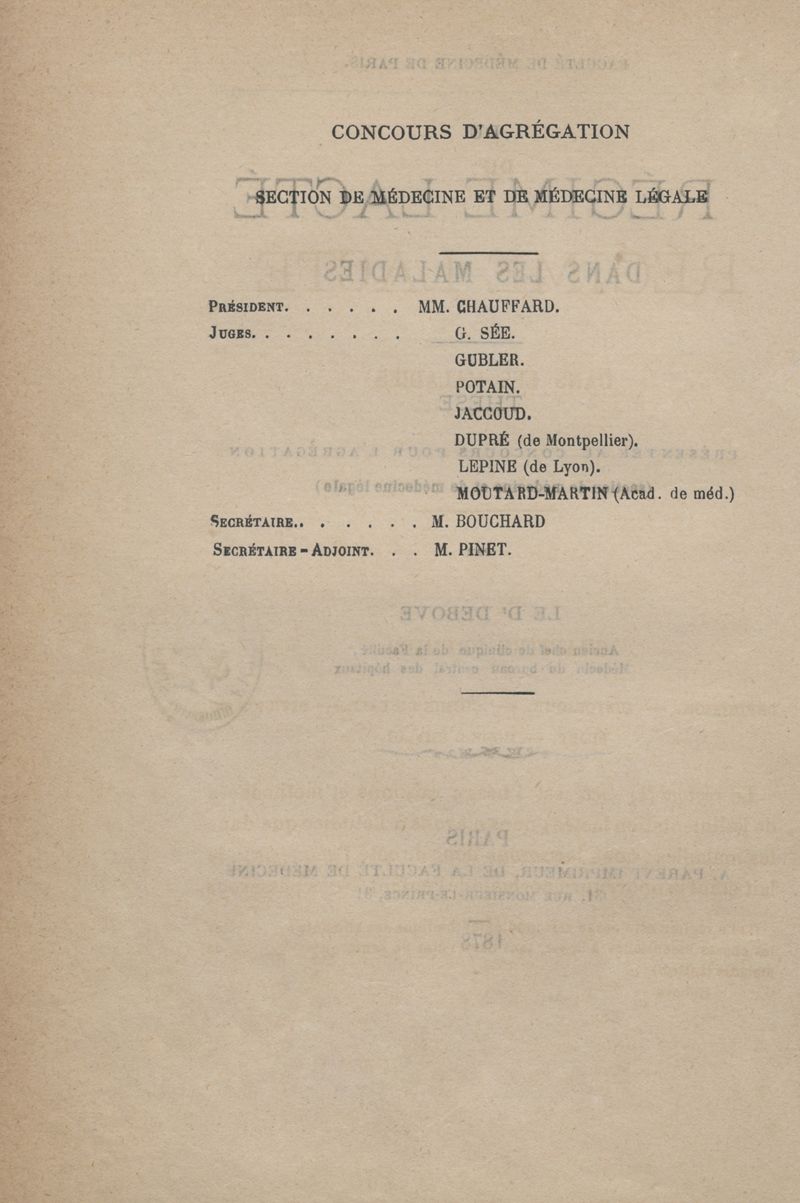 CONCOURS D'AGRÉGATION
SECTION DE MÉDECINE ET DE MÉDECINE LÉGALE
PRÉSIDENT. . . . . . MM. CHAUFFARD.
JUGES. . . . . . . . G. SÉE.
GUBLER.
POTAIN.
JACCOUD.
DUPRÉ (de Montpellier).
LEPINE (de Lyon).
MOUTARD-MARTIN (Acad. de méd.)
SECRÉTAIRE.. . . . . . M. BOUCHARD
SECRÉTAIRE-ADJOINT. . . M. PINET.